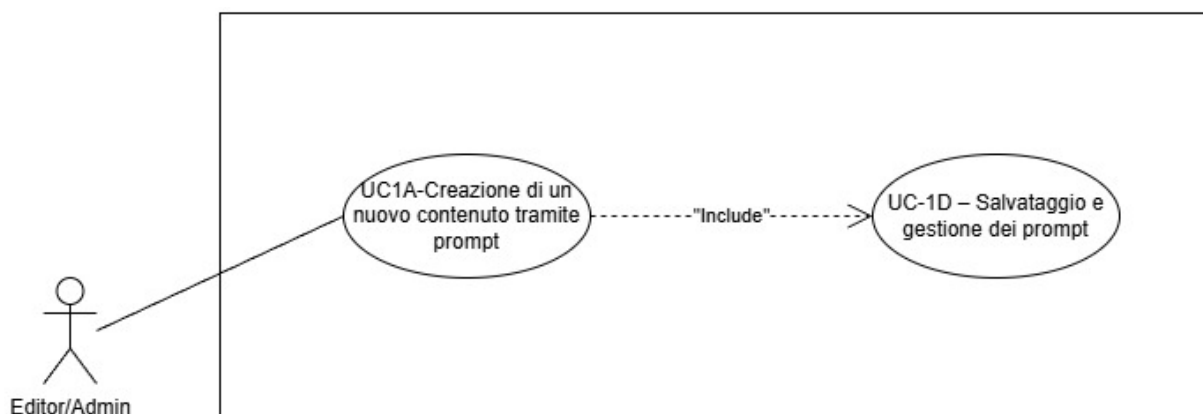 UC1A-Creazione di un
nuovo contenuto tramite
prompt
"Include"
UC-1D – Salvataggio e
gestione dei prompt
Editor/Admin